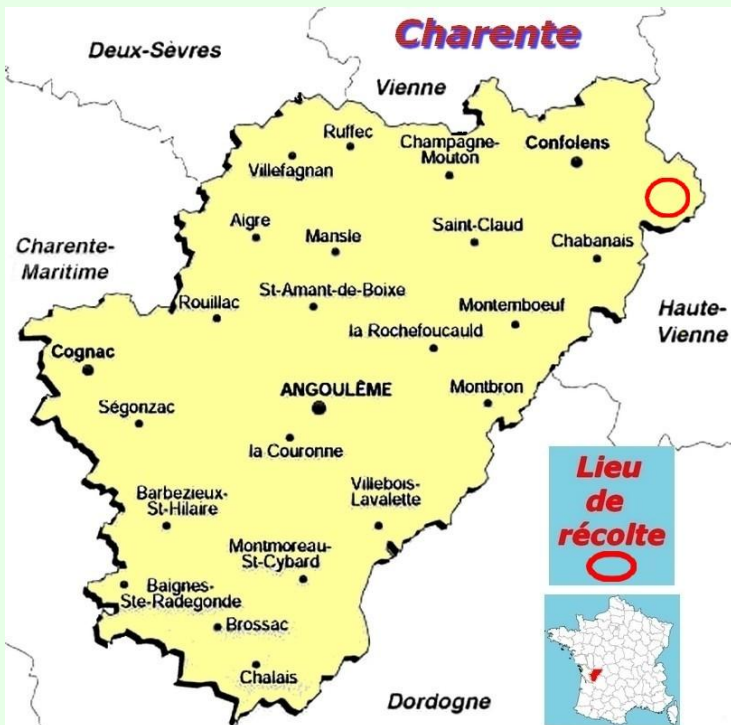 Charente
Deux-Sèvres
Vienne
Ruffec
Villefagnan
Champagne-
Mouton
Confolens
Aigre
Mansle
Saint-Claud
Chabanais
Charente-
Maritime
Rouillac
St-Amant-de-Boixe
Montemboeuf
Haute-
Vienne
la Rochefoucauld
Cognac
ANGOULÊME
Montbron
Ségonzac
la Couronne
Barbezieux-
St-Hilaire
Villebois-
Lavalette
Lieu
de
récolte
Montmoreau-
St-Cybard
Baignes-
Ste-Radegonde
Brossac
Chalais
Dordogne